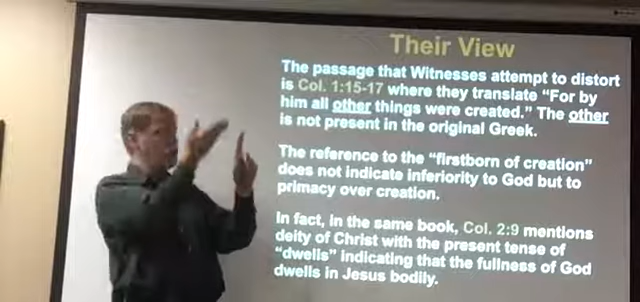 Their View
The passage that Witnesses attempt to distort
is Col. 1:15-17 where they translate “For by
him all other things were created.” The other
is not present in the original Greek.
The reference to the “firstborn of creation”
does not indicate inferiority to God but to
primacy over creation.
In fact, in the same book, Col. 2:9 mentions
deity of Christ with the present tense of
“dwells” indicating that the fullness of God
dwells in Jesus bodily.